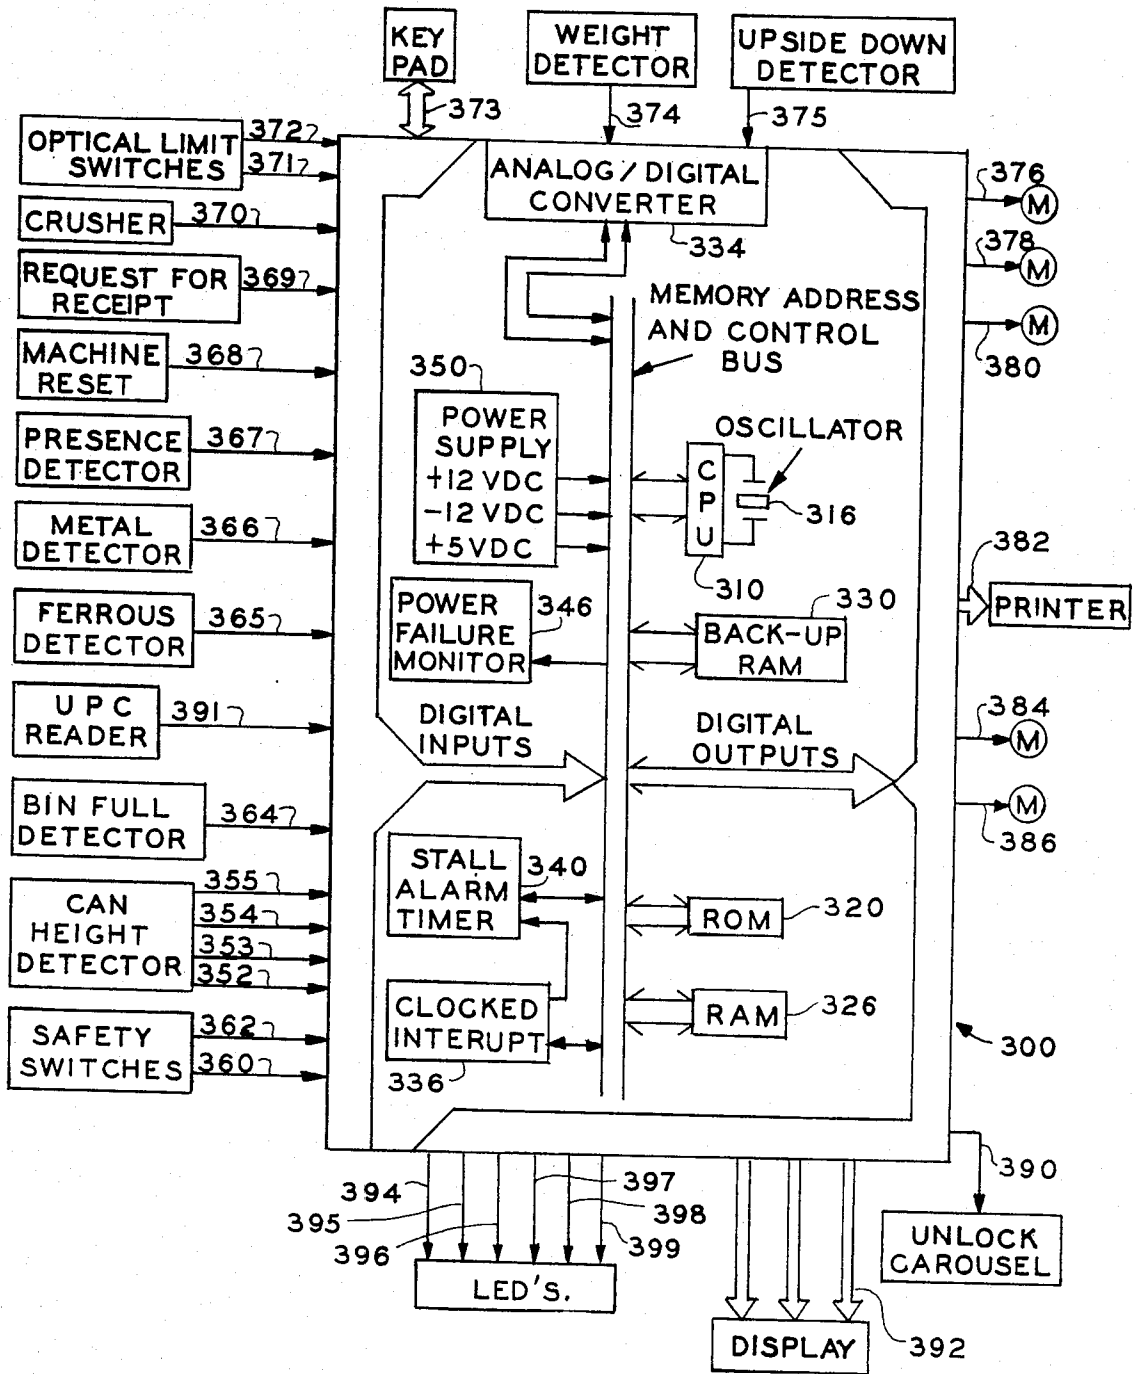 KEY
PAD
WEIGHT
DETECTOR
UPSIDE DOWN
DETECTOR
373
374
375
OPTICAL LIMIT
SWITCHES
372
371
ANALOG/DIGITAL
CONVERTER
334
376
M
CRUSHER
370
378
M
REQUEST FOR
RECEIPT
369
MEMORY ADDRESS
AND CONTROL
BUS
M
380
MACHINE
RESET
368
350
POWER
SUPPLY
+12 VDC
-12 VDC
+5 VDC
OSCILLATOR
CPU
316
310
PRESENCE
DETECTOR
367
METAL
DETECTOR
366
382
PRINTER
FERROUS
DETECTOR
365
POWER
FAILURE
MONITOR
346
330
BACK-UP
RAM
UPC
READER
391
DIGITAL
INPUTS
DIGITAL
OUTPUTS
384
M
BIN FULL
DETECTOR
364
M
386
STALL
ALARM
TIMER
340
CAN
HEIGHT
DETECTOR
355
354
353
352
ROM
320
CLOCKED
INTERUPT
336
RAM
326
SAFETY
SWITCHES
362
360
300
394
395
396
397
398
399
LED'S.
390
UNLOCK
CAROUSEL
DISPLAY
392